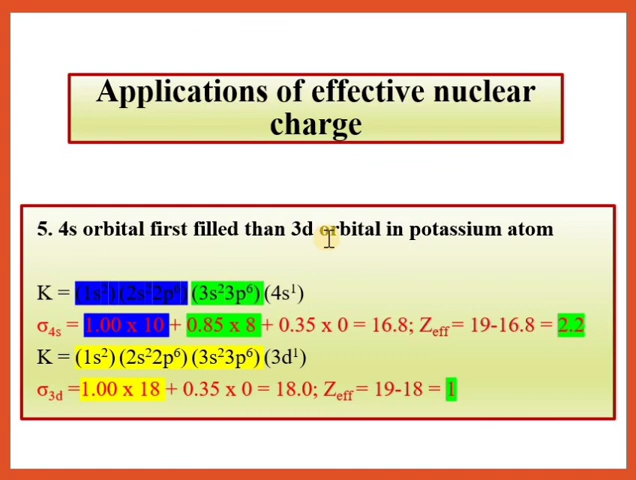 Applications of effective nuclear
charge
5. 4s orbital first filled than 3d orbital in potassium atom
K = (1s²) (2s²2p⁶) (3s²3p⁶) (4s¹)
σ₄ₛ = 1.00 x 10 + 0.85 x 8 + 0.35 x 0 = 16.8; Zeff = 19-16.8 = 2.2
K = (1s²) (2s²2p⁶) (3s²3p⁶) (3d¹)
σ3d =1.00 x 18 + 0.35 x 0 = 18.0; Zeff = 19-18 = 1